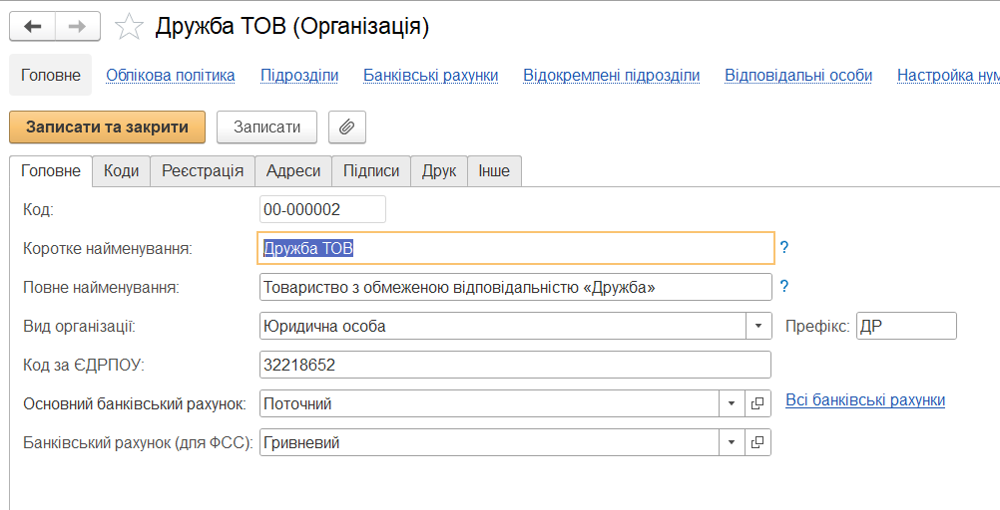 Дружба ТОВ (Організація)
Головне Облікова політика Підрозділи Банківські рахунки Відокремлені підрозділи Відповідальні особи Настройка нум
Записати та закрити Записати
Головне Коди Реєстрація Адреси Підписи Друк Інше
Код: 00-000002
Коротке найменування: Дружба ТОВ ?
Повне найменування: Товариство з обмеженою відповідальністю «Дружба» ?
Вид організації: Юридична особа Префікс: ДР
Код за ЄДРПОУ: 32218652
Основний банківський рахунок: Поточний Всі банківські рахунки
Банківський рахунок (для ФСС): Гривневий